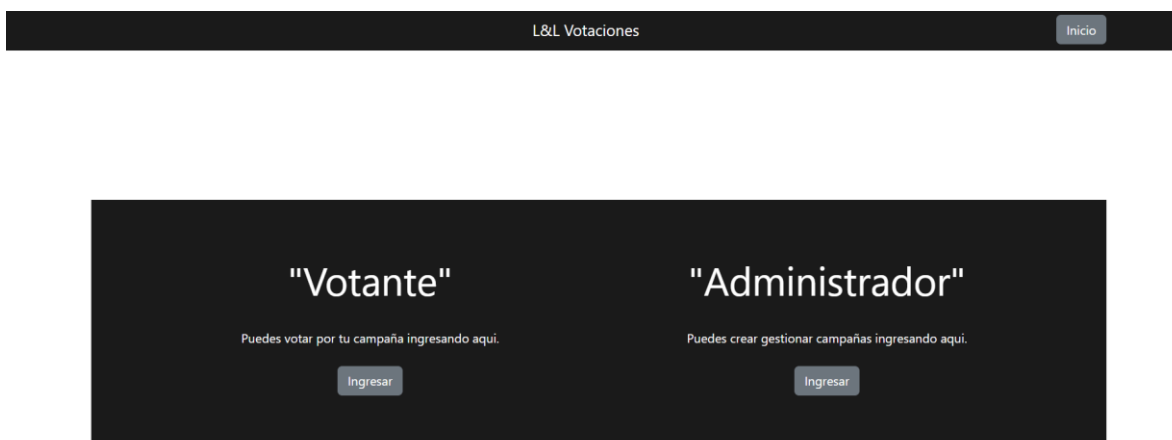 L&L Votaciones
Inicio
"Votante"
Puedes votar por tu campaña ingresando aqui.
Ingresar
"Administrador"
Puedes crear gestionar campañas ingresando aqui.
Ingresar